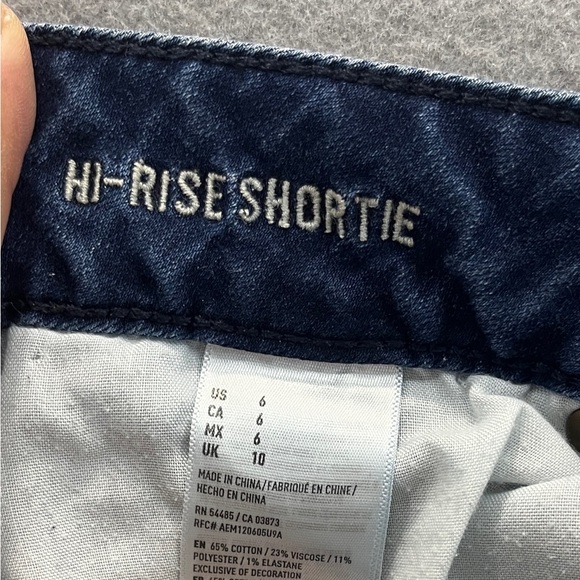 HI-RISE SHORTIE
US 6
CA 6
MX 6
UK 10
MADE IN CHINA/FABRIQUÉ EN CHINE/
HECHO EN CHINA
RN 54485 / CA 03873
RFC# AEM120605U9A
EN 65% COTTON / 23% VISCOSE / 11%
POLYESTER / 1% ELASTANE
EXCLUSIVE OF DECORATION